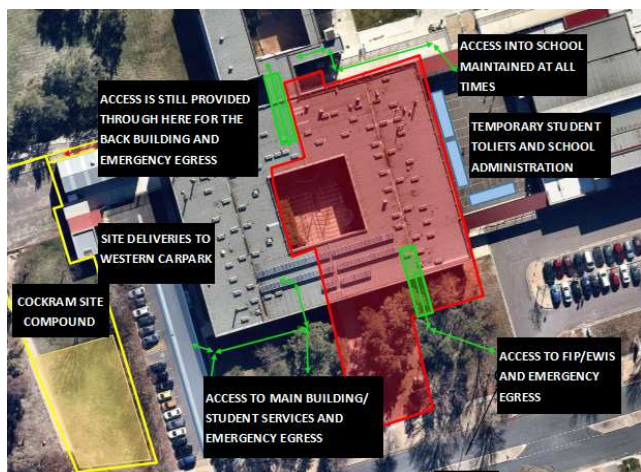 ACCESS INTO SCHOOL
MAINTAINED AT ALL
TIMES
ACCESS IS STILL PROVIDED
THROUGH HERE FOR THE
BACK BUILDING AND
EMERGENCY EGRESS
TEMPORARY STUDENT
TOLIETS AND SCHOOL
ADMINISTRATION
SITE DELIVERIES TO
WESTERN CARPARK
COCKRAM SITE
COMPOUND
ACCESS TO FIP/EWIS
AND EMERGENCY
EGRESS
ACCESS TO MAIN BUILDING/
STUDENT SERVICES AND
EMERGENCY EGRESS